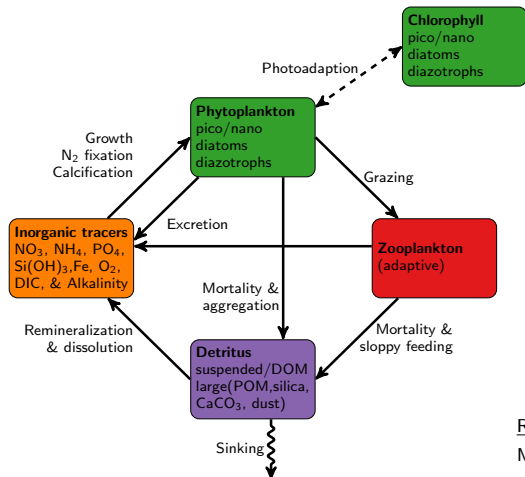 Chlorophyll
pico/nano
diatoms
diazotrophs
Photoadaption
Phytoplankton
pico/nano
diatoms
diazotrophs
Growth
N₂ fixation
Calcification
Grazing
Inorganic tracers
NO₃, NH₄, PO₄,
Si(OH)₃,Fe, O₂,
DIC, & Alkalinity
Excretion
Zooplankton
(adaptive)
Mortality &
aggregation
Remineralization
& dissolution
Mortality &
sloppy feeding
Detritus
suspended/DOM
large(POM,silica,
CaCO₃, dust)
Sinking